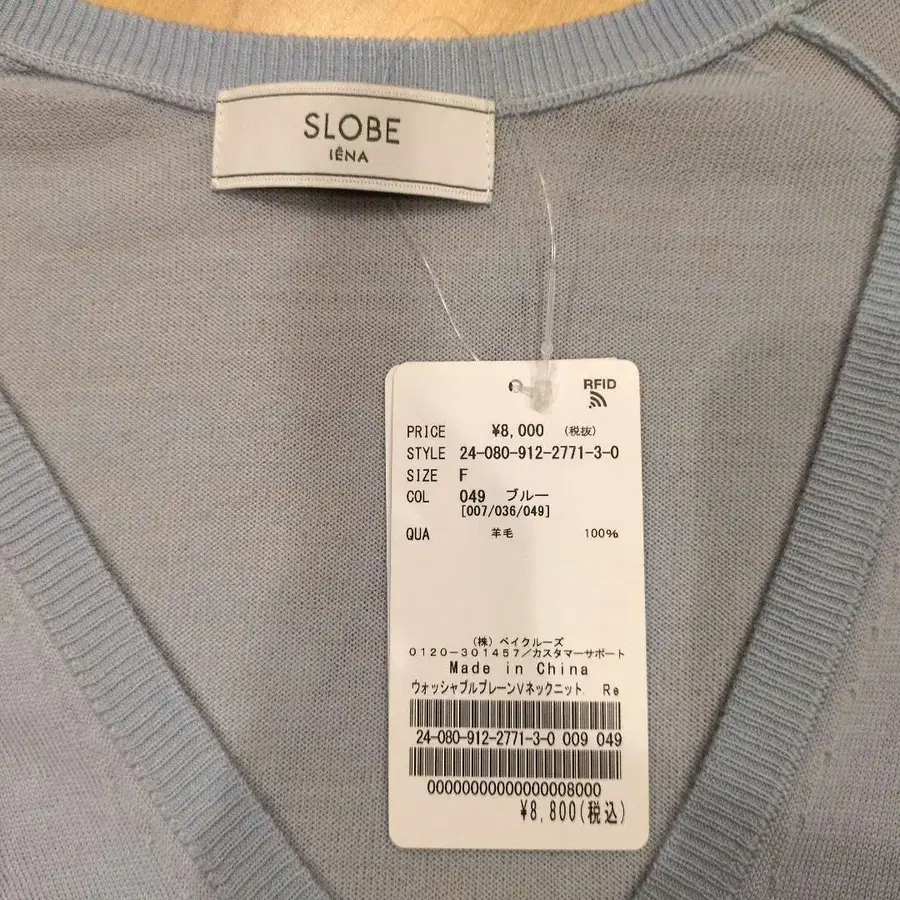 SLOBE
IÉNA
RFID
PRICE ¥8,000 (税抜)
STYLE 24-080-912-2771-3-0
SIZE F
COL 049 ブルー
[007/036/049]
QUA 羊毛 100%
(株) ベイクルーズ
0120-301457/カスタマーサポート
Made in China
ウォッシャブルプレーンVネックニット Re
24-080-912-2771-3-0 009 049
00000000000000008000
¥8,800(税込)